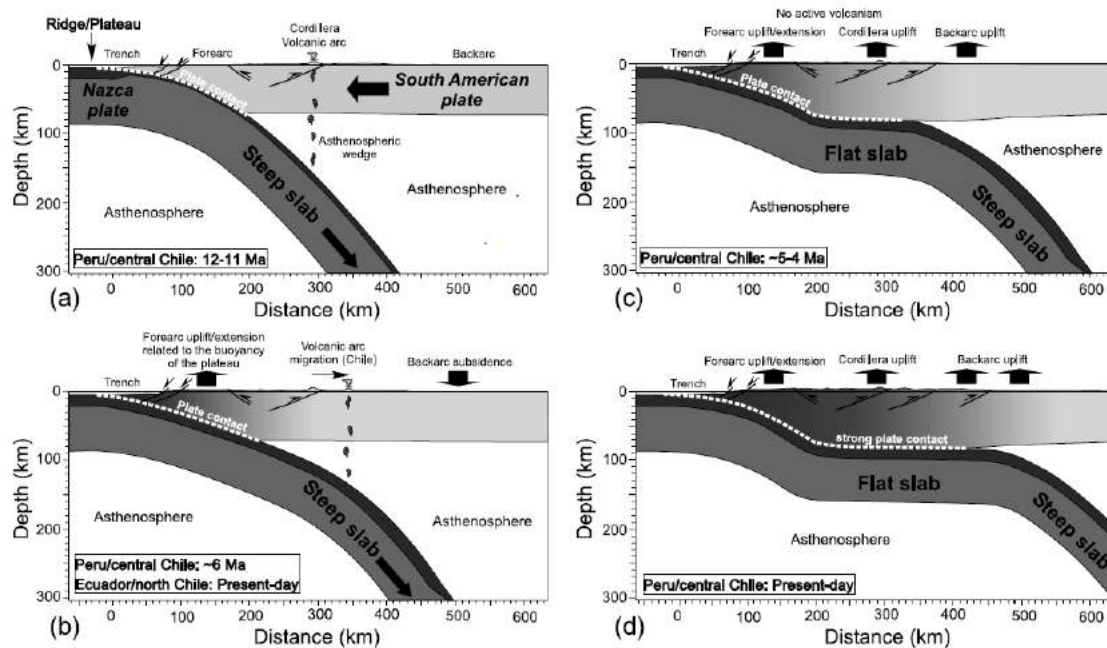 Ridge/Plateau
Trench
Forearc
Cordillera
Volcanic arc
Backarc
Nazca
plate
Plate contact
South American
plate
Asthenospheric
wedge
Steep slab
Asthenosphere
Asthenosphere
Peru/central Chile: 12-11 Ma
Depth (km)
0
100
200
300
0 100 200 300 400 500 600
Distance (km)
(a)
Forearc uplift/extension
related to the buoyancy
of the plateau
Volcanic arc
migration (Chile)
Backarc subsidence
Trench
Plate contact
Steep slab
Asthenosphere
Asthenosphere
Peru/central Chile: ~6 Ma
Ecuador/north Chile: Present-day
Depth (km)
0
100
200
300
0 100 200 300 400 500 600
Distance (km)
(b)
No active volcanism
Forearc uplift/extension
Cordillera uplift
Backarc uplift
Trench
Plate contact
Flat slab
Steep slab
Asthenosphere
Asthenosphere
Peru/central Chile: ~5-4 Ma
Depth (km)
0
100
200
300
0 100 200 300 400 500 600
Distance (km)
(c)
Forearc uplift/extension
Cordillera uplift
Backarc uplift
Trench
strong plate contact
Flat slab
Steep slab
Asthenosphere
Peru/central Chile: Present-day
Depth (km)
0
100
200
300
0 100 200 300 400 500 600
Distance (km)
(d)